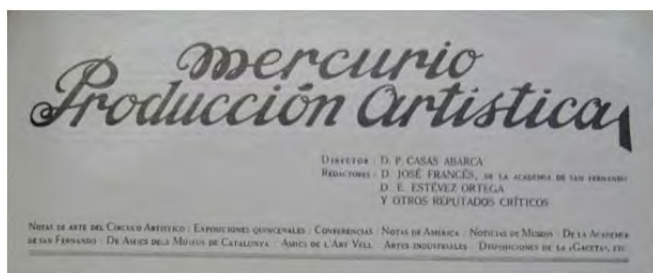 Mercurio
Producción Artistica
DIRECTOR : D. P. CASAS ABARCA
REDACTORES : D. JOSÉ FRANCÉS, DE LA ACADEMIA DE SAN FERNANDO
D. E. ESTÉVEZ ORTEGA
Y OTROS REPUTADOS CRÍTICOS
NOTAS DE ARTE DEL CÍRCULO ARTÍSTICO : EXPOSICIONES QUINCENALES : CONFERENCIAS : NOTAS DE AMÉRICA : NOTICIAS DE MUSEOS : DE LA ACADEMIA
DE SAN FERNANDO : DE AMICS DELS MUSEUS DE CATALUNYA : AMICS DE L'ART VELL : ARTES INDUSTRIALES : DISPOSICIONES DE LA «GACETA», ETC.